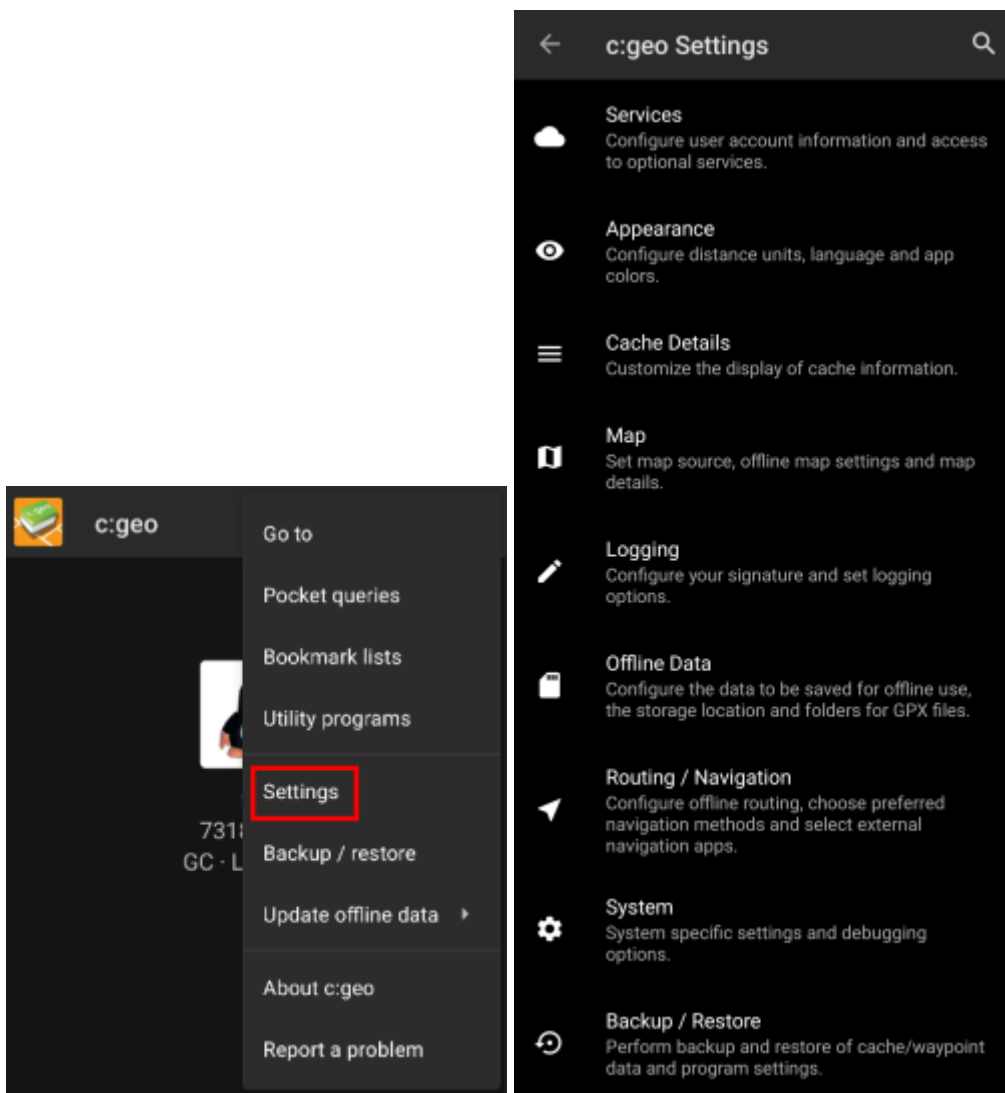 c:geo
Go to
Pocket queries
Bookmark lists
Utility programs
Settings
731
GC · L
Backup / restore
Update offline data
About c:geo
Report a problem
c:geo Settings
Services
Configure user account information and access
to optional services.
Appearance
Configure distance units, language and app
colors.
Cache Details
Customize the display of cache information.
Map
Set map source, offline map settings and map
details.
Logging
Configure your signature and set logging
options.
Offline Data
Configure the data to be saved for offline use,
the storage location and folders for GPX files.
Routing / Navigation
Configure offline routing, choose preferred
navigation methods and select external
navigation apps.
System
System specific settings and debugging
options.
Backup / Restore
Perform backup and restore of cache/waypoint
data and program settings.